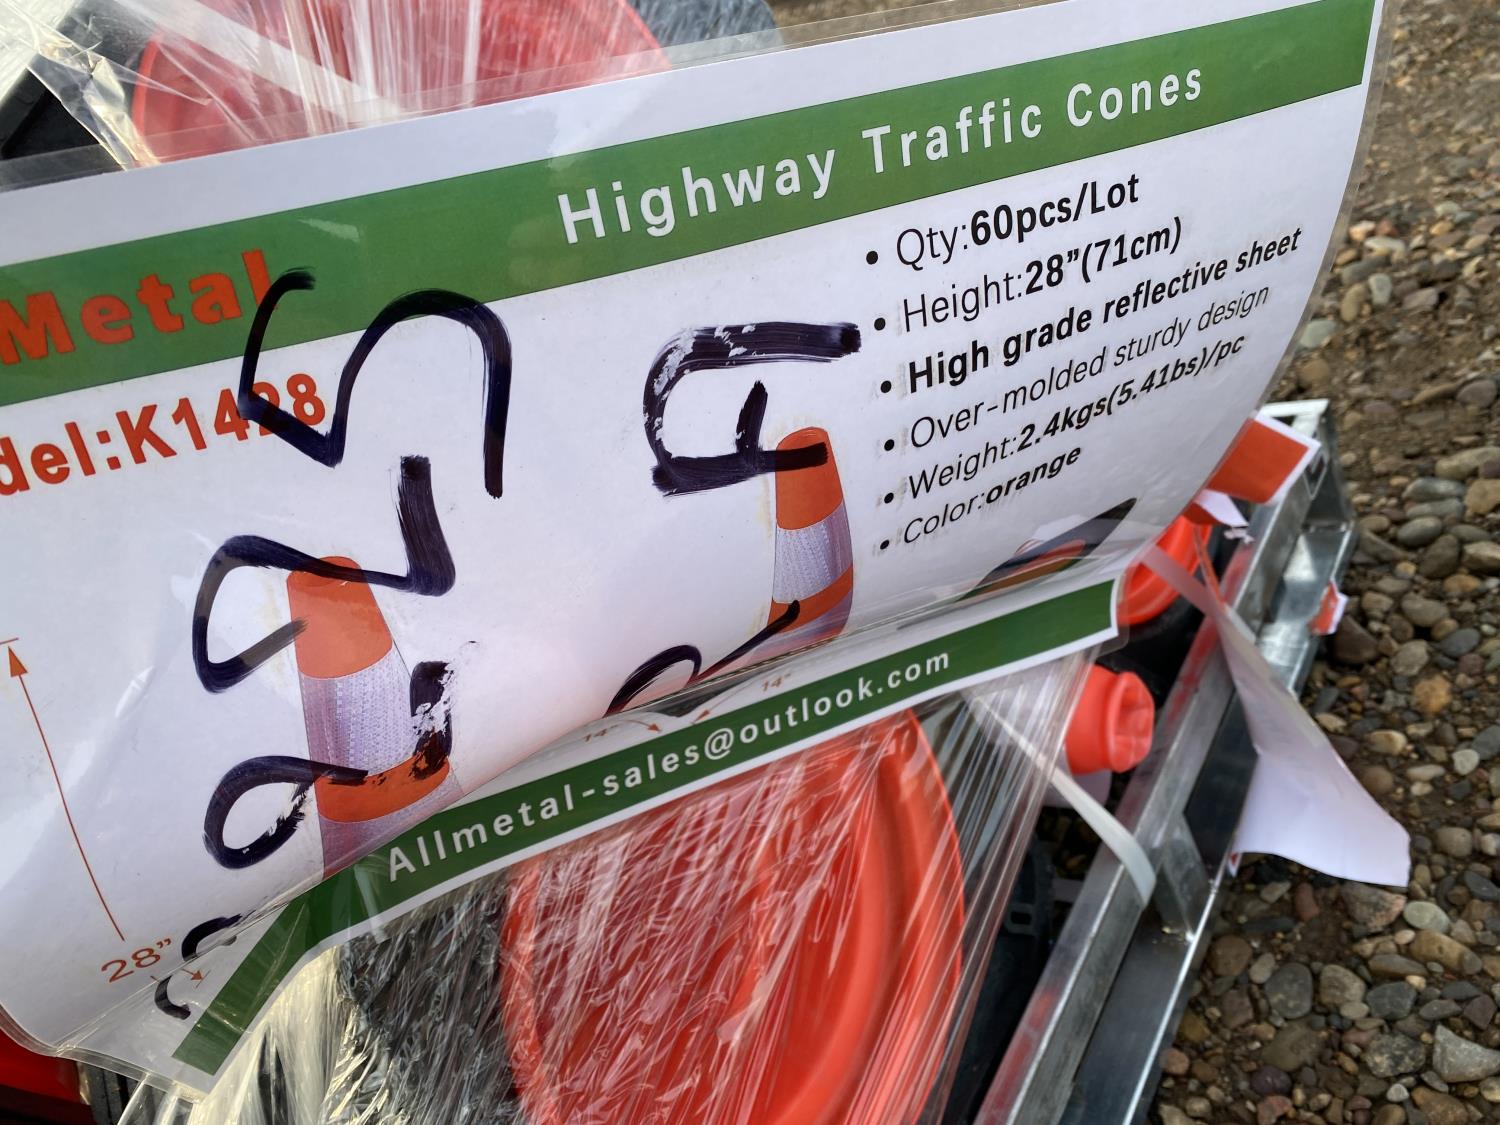 Highway Traffic Cones
Metal
del:K1428
• Qty:60pcs/Lot
• Height:28”(71cm)
• High grade reflective sheet
• Over-molded sturdy design
• Weight:2.4kgs(5.41bs)/pc
• Color:orange
14”
14”
28”
Allmetal-sales@outlook.com